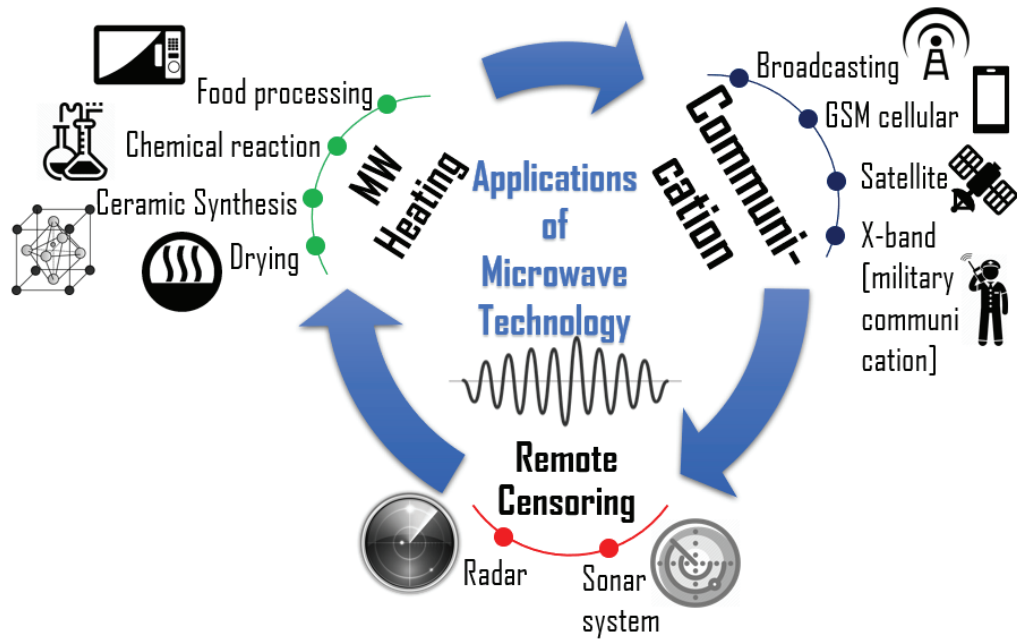 Applications
of
Microwave
Technology
MW
Heating
Food processing
Chemical reaction
Ceramic Synthesis
Drying
Communi-
cation
Broadcasting
GSM cellular
Satellite
X-band
[military
communi
cation]
Remote
Censoring
Radar
Sonar
system